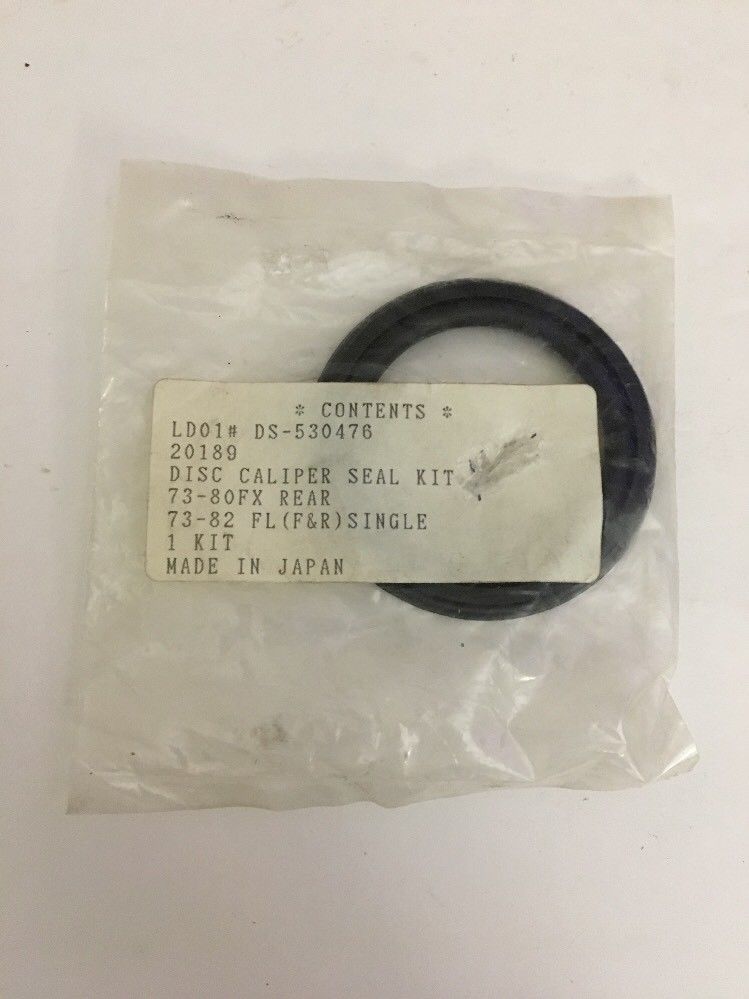 * CONTENTS *
LD01# DS-530476
20189
DISC CALIPER SEAL KIT
73-80FX REAR
73-82 FL(F&R)SINGLE
1 KIT
MADE IN JAPAN